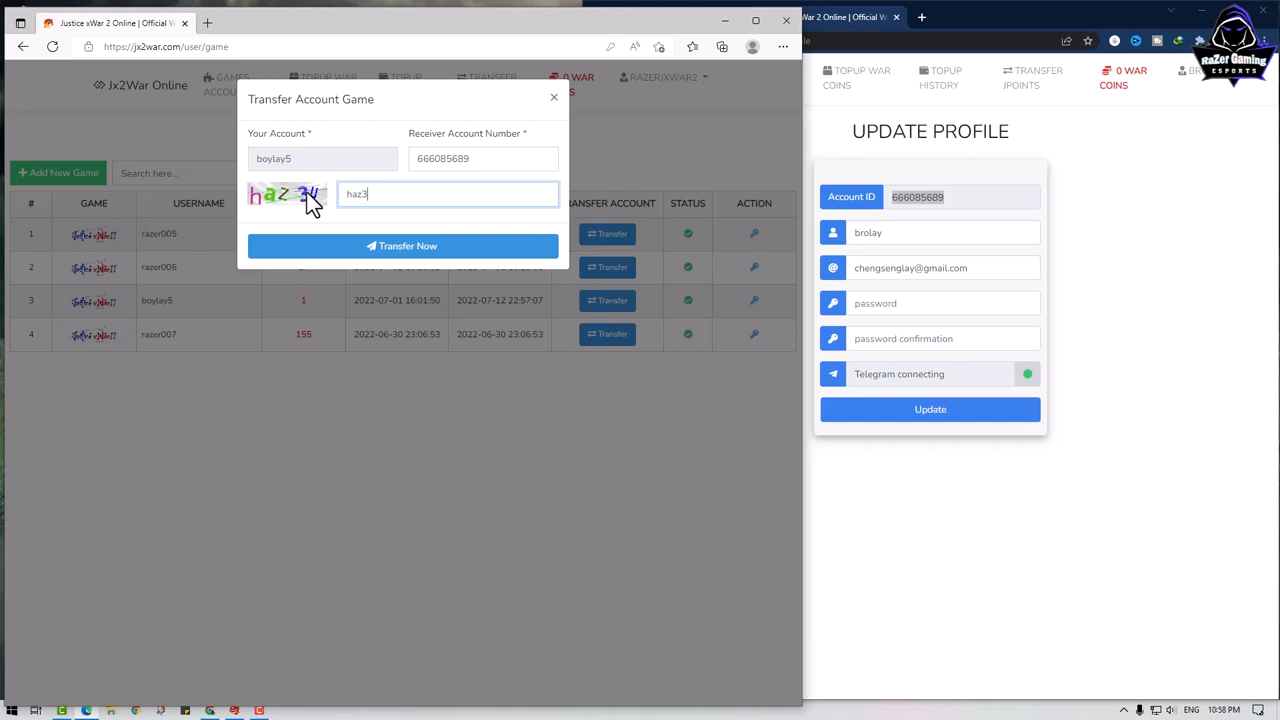 Justice xWar 2 Online | Official W
https://jx2war.com/user/game
Jx2War Online
GAMES
ACCOU
TOPUP WAR
TOPUP
TRANSFER
0 WAR
S
RAZERJXWAR2
Transfer Account Game
Your Account *
Receiver Account Number *
boylay5
666085689
haz3
Transfer Now
Add New Game
Search here...
# GAME USERNAME RANSFER ACCOUNT STATUS ACTION
1 razer005 Transfer
2 razer006 Transfer
3 boylay5 1 2022-07-01 16:01:50 2022-07-12 22:57:07 Transfer
4 razer007 155 2022-06-30 23:06:53 2022-06-30 23:06:53 Transfer
War 2 Online | Official W
RaZer Gaming
ESPORTS
TOPUP WAR
COINS
TOPUP
HISTORY
TRANSFER
JPOINTS
0 WAR
COINS
BR
UPDATE PROFILE
Account ID 666085689
brolay
chengsenglay@gmail.com
password
password confirmation
Telegram connecting
Update
ENG 10:58 PM